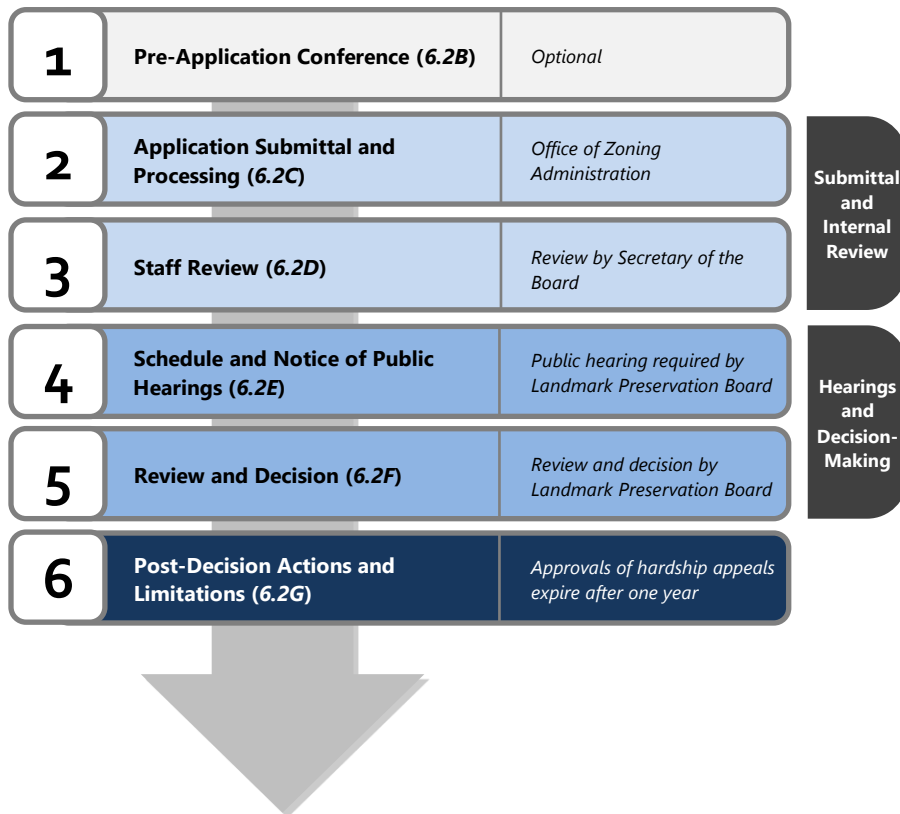 1
Pre-Application Conference (6.2B)
Optional
2
Application Submittal and
Processing (6.2C)
Office of Zoning
Administration
3
Staff Review (6.2D)
Review by Secretary of the
Board
Submittal
and
Internal
Review
4
Schedule and Notice of Public
Hearings (6.2E)
Public hearing required by
Landmark Preservation Board
5
Review and Decision (6.2F)
Review and decision by
Landmark Preservation Board
Hearings
and
Decision-
Making
6
Post-Decision Actions and
Limitations (6.2G)
Approvals of hardship appeals
expire after one year